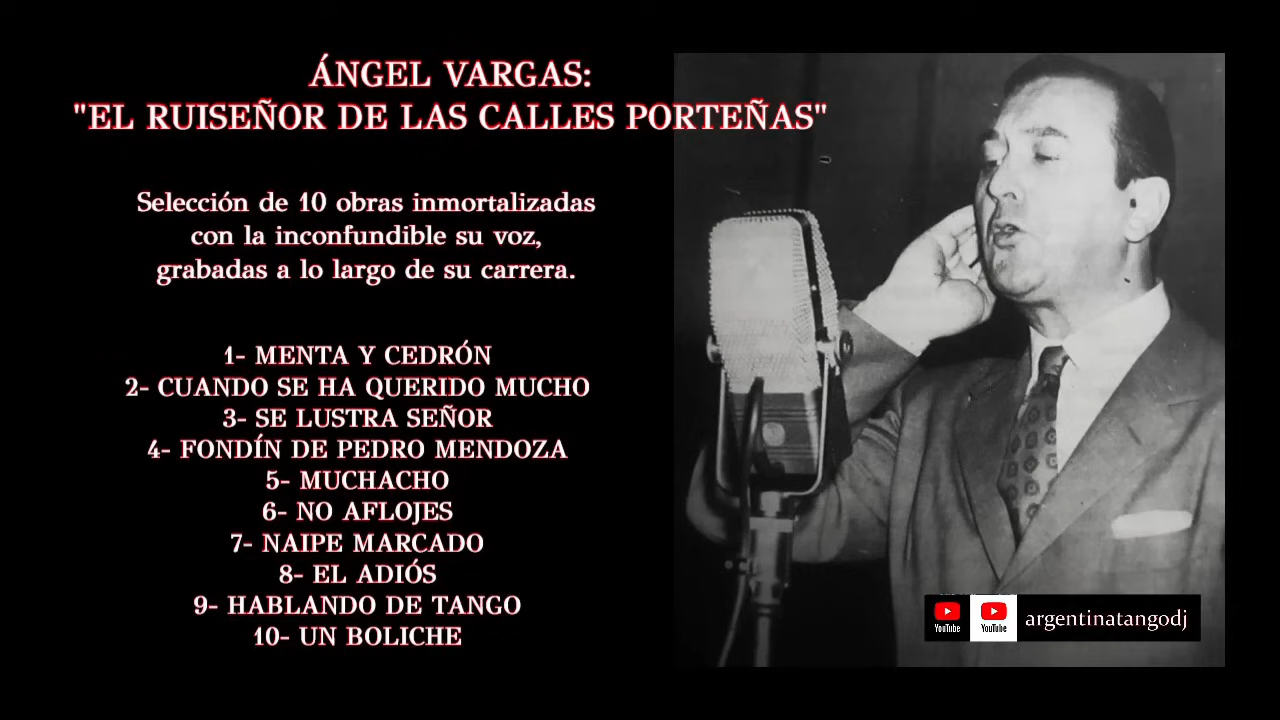 ÁNGEL VARGAS:
"EL RUISEÑOR DE LAS CALLES PORTEÑAS"
Selección de 10 obras inmortalizadas
con la inconfundible su voz,
grabadas a lo largo de su carrera.
1- MENTA Y CEDRÓN
2- CUANDO SE HA QUERIDO MUCHO
3- SE LUSTRA SEÑOR
4- FONDÍN DE PEDRO MENDOZA
5- MUCHACHO
6- NO AFLOJES
7- NAIPE MARCADO
8- EL ADIÓS
9- HABLANDO DE TANGO
10- UN BOLICHE
YouTube YouTube argentinatangodj